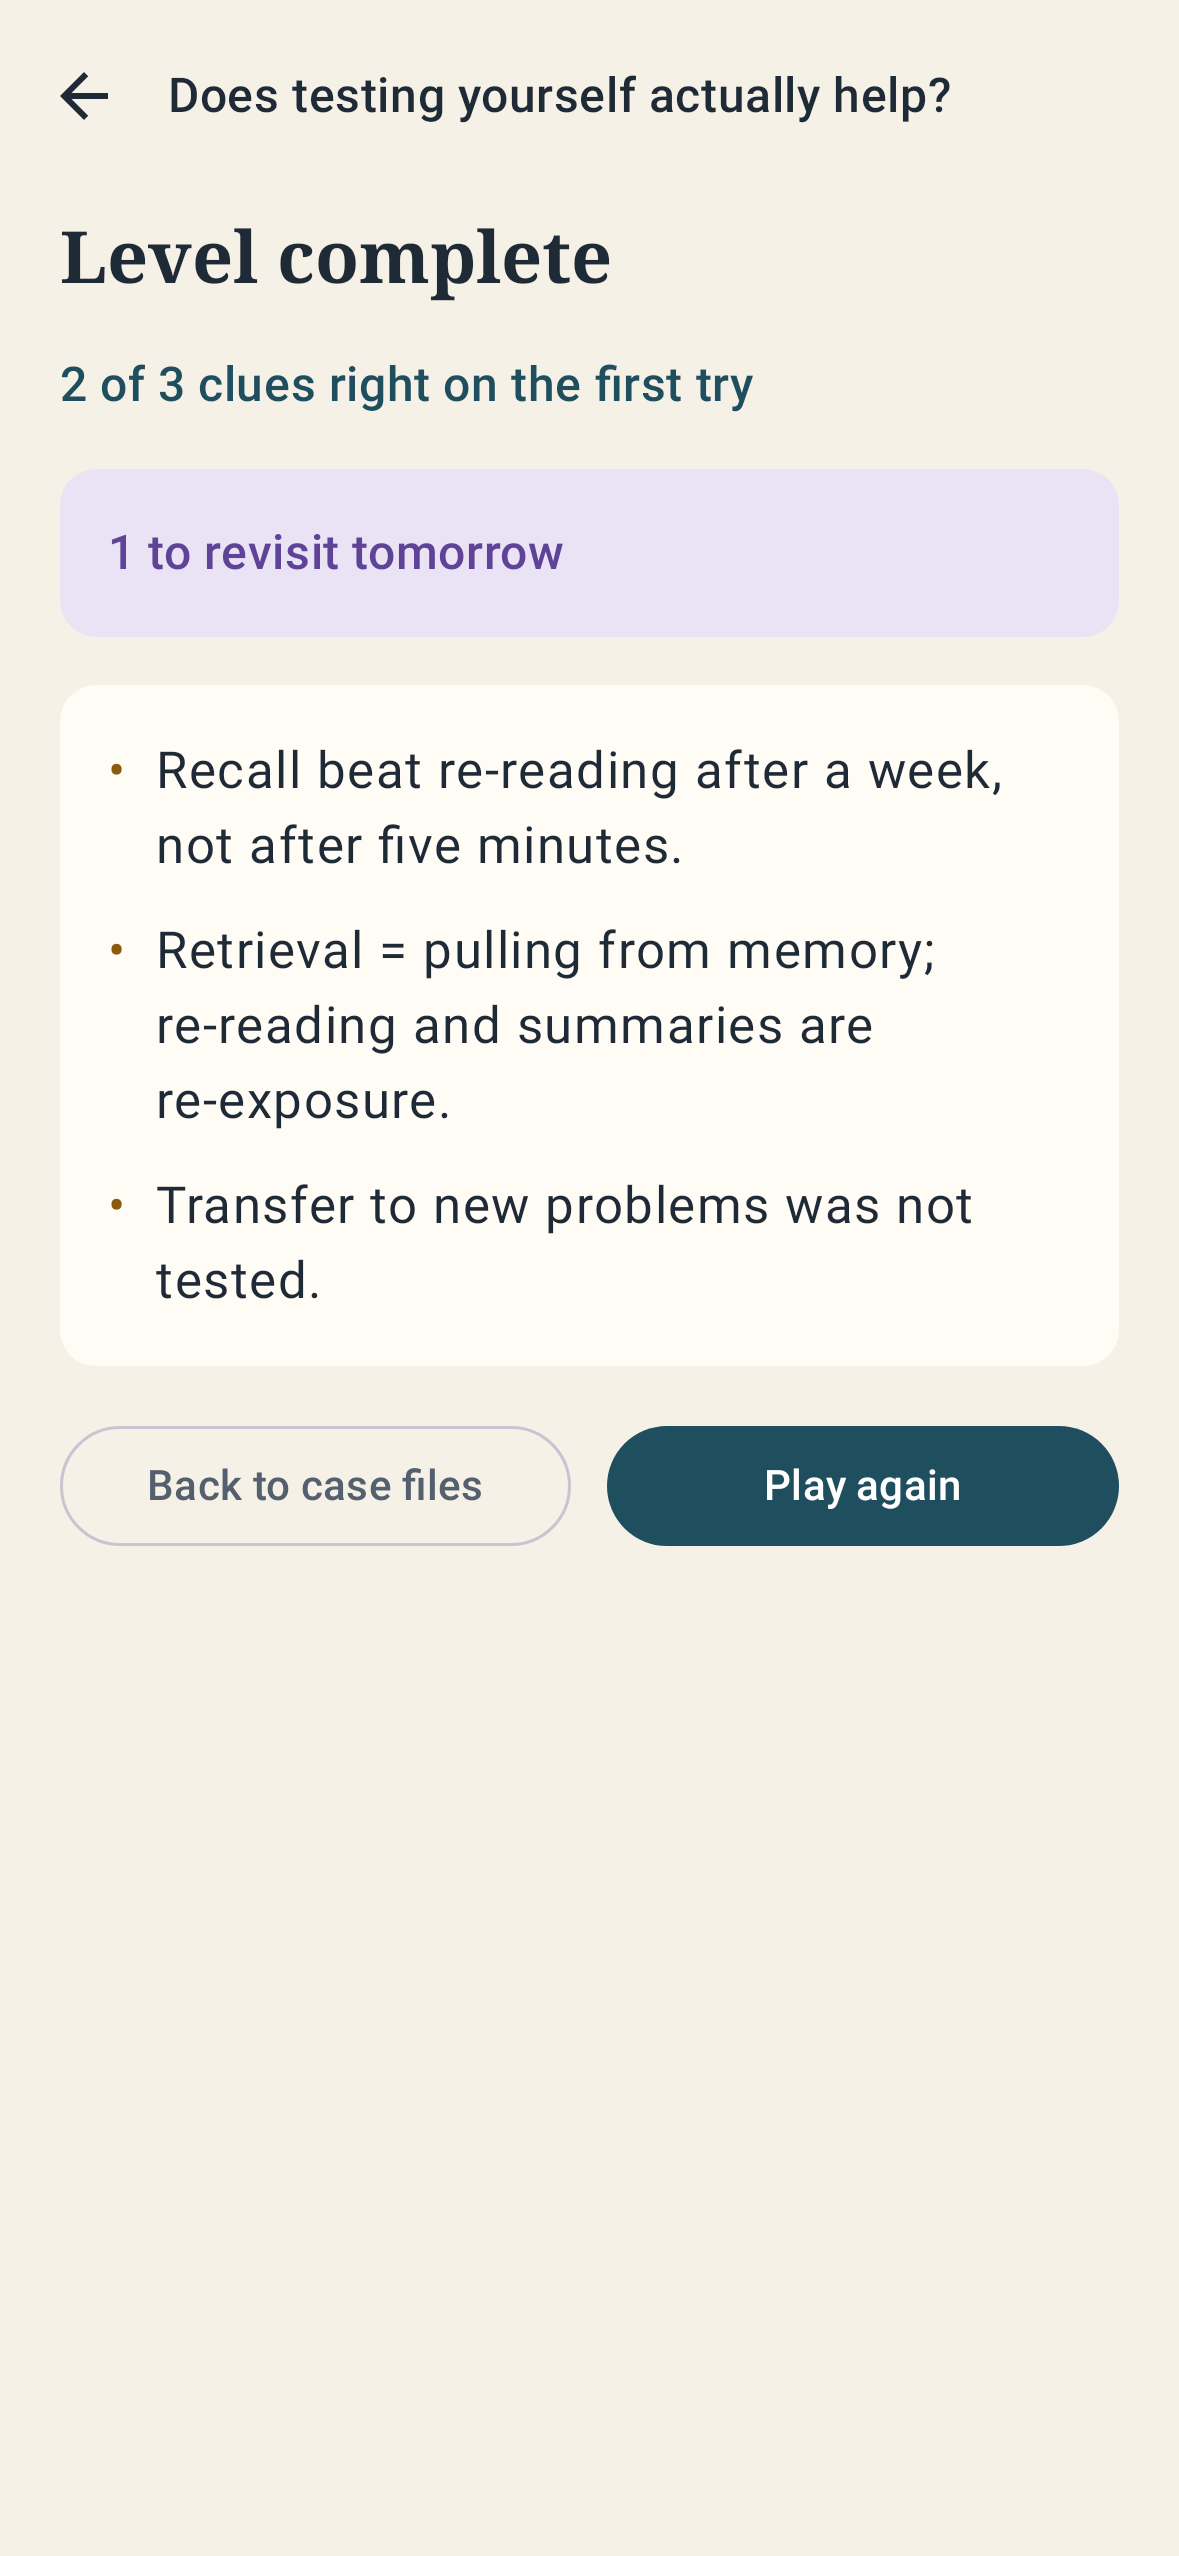 Does testing yourself actually help?
Level complete
2 of 3 clues right on the first try
1 to revisit tomorrow
• Recall beat re-reading after a week,
not after five minutes.
• Retrieval = pulling from memory;
re-reading and summaries are
re-exposure.
• Transfer to new problems was not
tested.
Back to case files
Play again